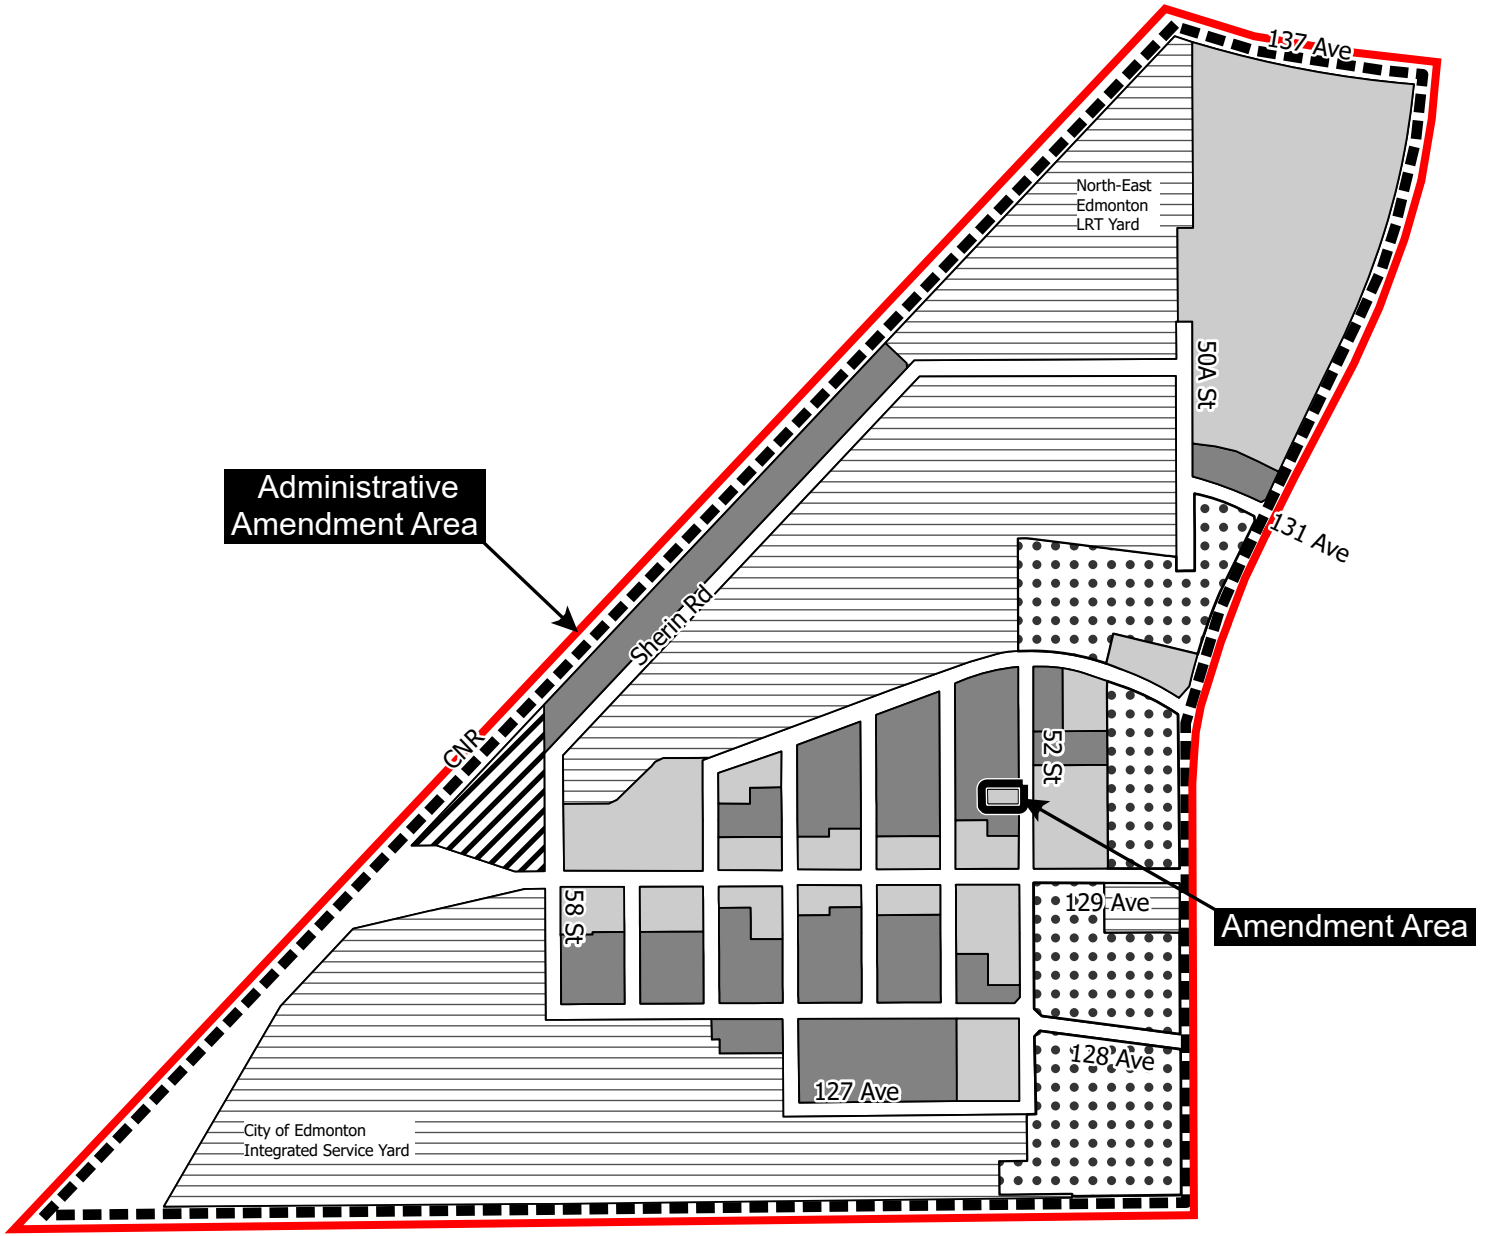 137 Ave
North-East
Edmonton
LRT Yard
50A St
Administrative
Amendment Area
131 Ave
Sherin Rd
CNR
52 St
58 St
129 Ave
Amendment Area
128 Ave
127 Ave
City of Edmonton
Integrated Service Yard